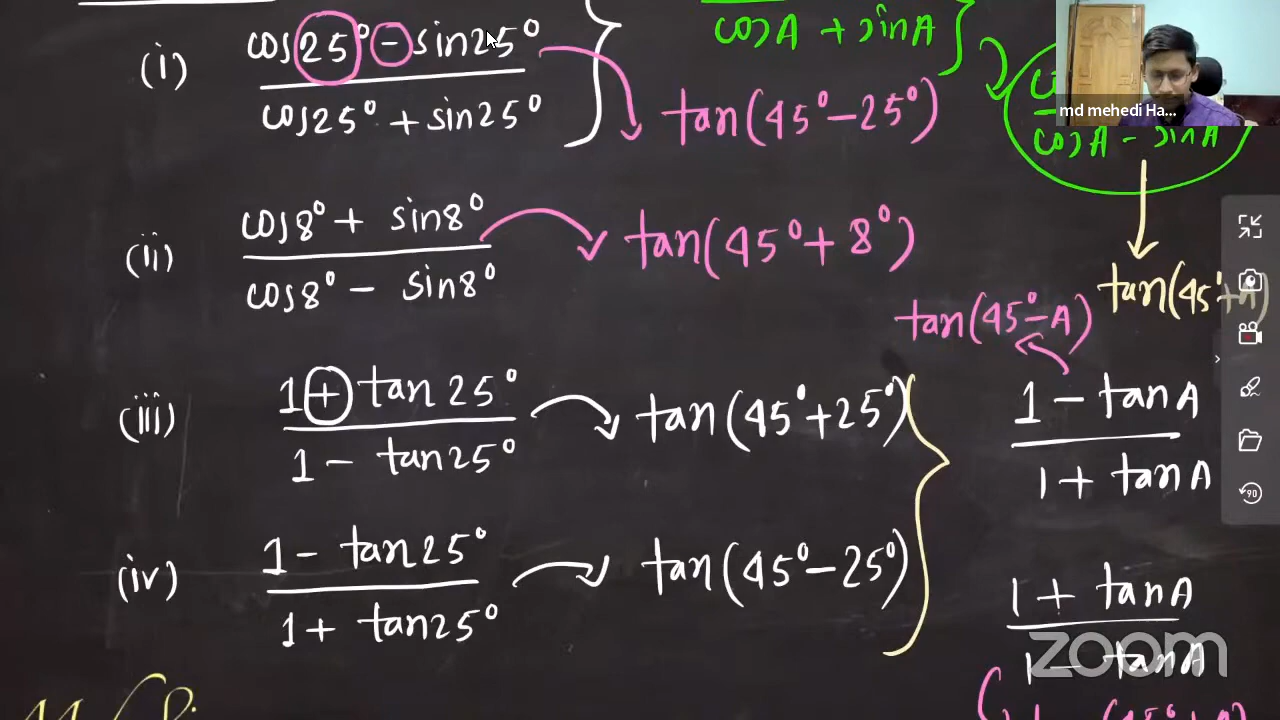 (i) cos25° - sin25°
cos25° + sin25°
tan(45°-25°)
cosA + sinA
cosA - sinA
md mehedi Ha...
(ii) cos8° + sin8°
cos8° - sin8°
tan(45°+8°)
tan(45°+A)
tan(45°-A)
(iii) 1 + tan25°
1 - tan25°
tan(45°+25°)
1 - tanA
1 + tanA
(iv) 1 - tan25°
1 + tan25°
tan(45°-25°)
1 + tanA
1 - tanA
zoom
90